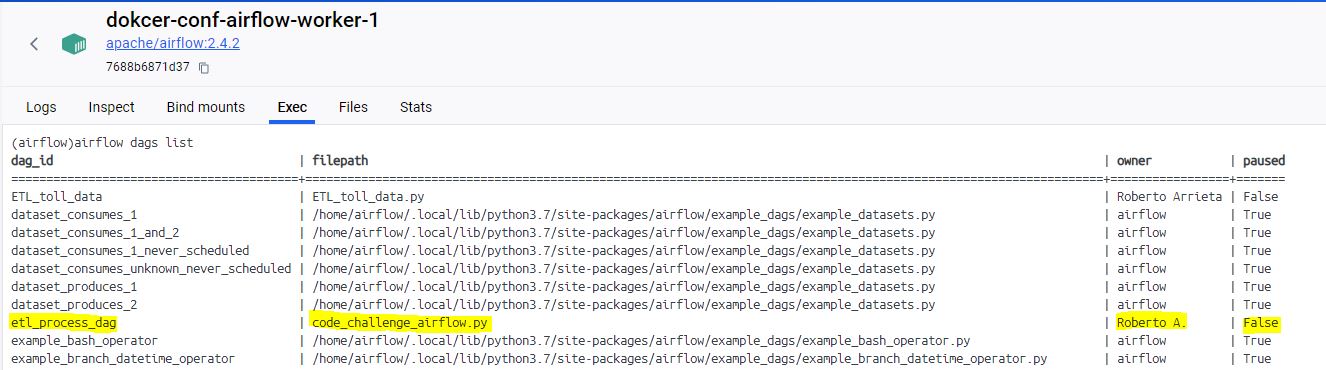 dokcer-conf-airflow-worker-1
apache/airflow:2.4.2
7688b6871d37
Logs Inspect Bind mounts Exec Files Stats
(airflow)airflow dags list
dag_id | filepath | owner | paused
========================================+==============================================================================================================+=================+=======
ETL_toll_data | ETL_toll_data.py | Roberto Arrieta | False
dataset_consumes_1 | /home/airflow/.local/lib/python3.7/site-packages/airflow/example_dags/example_datasets.py | airflow | True
dataset_consumes_1_and_2 | /home/airflow/.local/lib/python3.7/site-packages/airflow/example_dags/example_datasets.py | airflow | True
dataset_consumes_1_never_scheduled | /home/airflow/.local/lib/python3.7/site-packages/airflow/example_dags/example_datasets.py | airflow | True
dataset_consumes_unknown_never_scheduled | /home/airflow/.local/lib/python3.7/site-packages/airflow/example_dags/example_datasets.py | airflow | True
dataset_produces_1 | /home/airflow/.local/lib/python3.7/site-packages/airflow/example_dags/example_datasets.py | airflow | True
dataset_produces_2 | /home/airflow/.local/lib/python3.7/site-packages/airflow/example_dags/example_datasets.py | airflow | True
etl_process_dag | code_challenge_airflow.py | Roberto A. | False
example_bash_operator | /home/airflow/.local/lib/python3.7/site-packages/airflow/example_dags/example_bash_operator.py | airflow | True
example_branch_datetime_operator | /home/airflow/.local/lib/python3.7/site-packages/airflow/example_dags/example_branch_datetime_operator.py | airflow | True